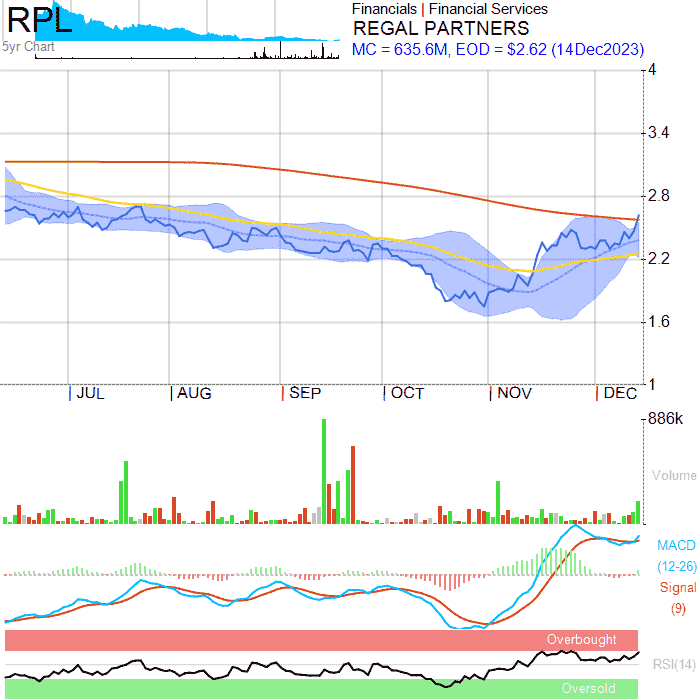 RPL
5yr Chart
Financials | Financial Services
REGAL PARTNERS
MC = 635.6M, EOD = $2.62 (14Dec2023)
4
3.4
2.8
2.2
1.6
1
JUL
AUG
SEP
OCT
NOV
DEC
886k
Volume
MACD
(12-26)
Signal
(9)
Overbought
RSI(14)
Oversold